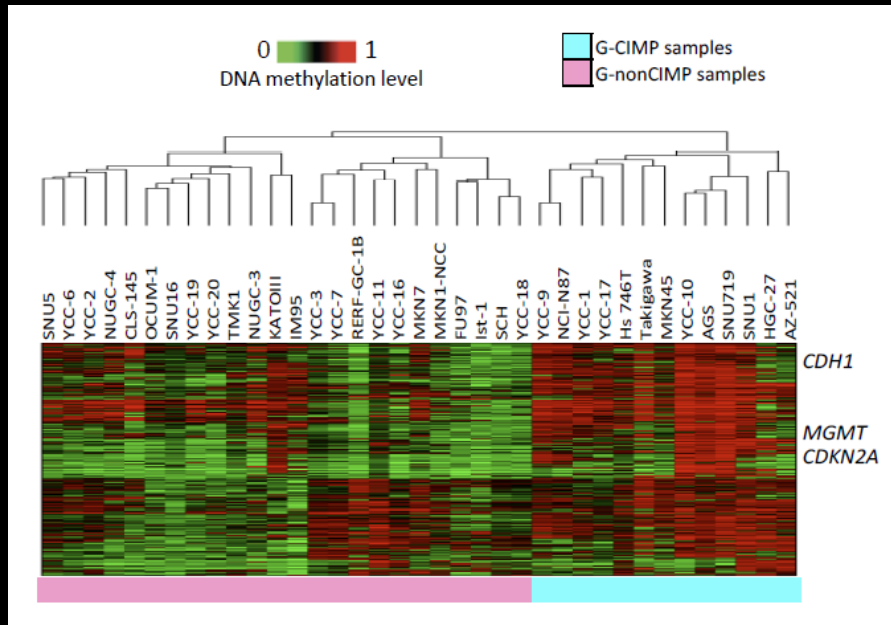 0 1
DNA methylation level
G-CIMP samples
G-nonCIMP samples
SNU5
YCC-6
YCC-2
NUGC-4
CLS-145
OCUM-1
SNU16
YCC-19
YCC-20
TMK1
NUGC-3
KATOIII
IM95
YCC-3
YCC-7
RERF-GC-1B
YCC-11
YCC-16
MKN7
MKN1-NCC
FU97
Ist-1
SCH
YCC-18
YCC-9
NCI-N87
YCC-1
YCC-17
Hs 746T
Takigawa
MKN45
YCC-10
AGS
SNU719
SNU1
HGC-27
AZ-521
CDH1
MGMT
CDKN2A